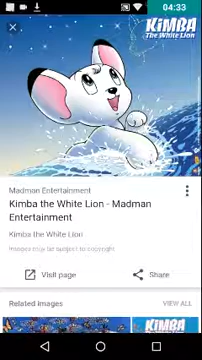 04:33
KiMBA
The White Lion
Madman Entertainment
Kimba the White Lion - Madman
Entertainment
Kimba the White Lion
Images may be subject to copyright
Visit page
Share
Related images
VIEW ALL
KiMBA